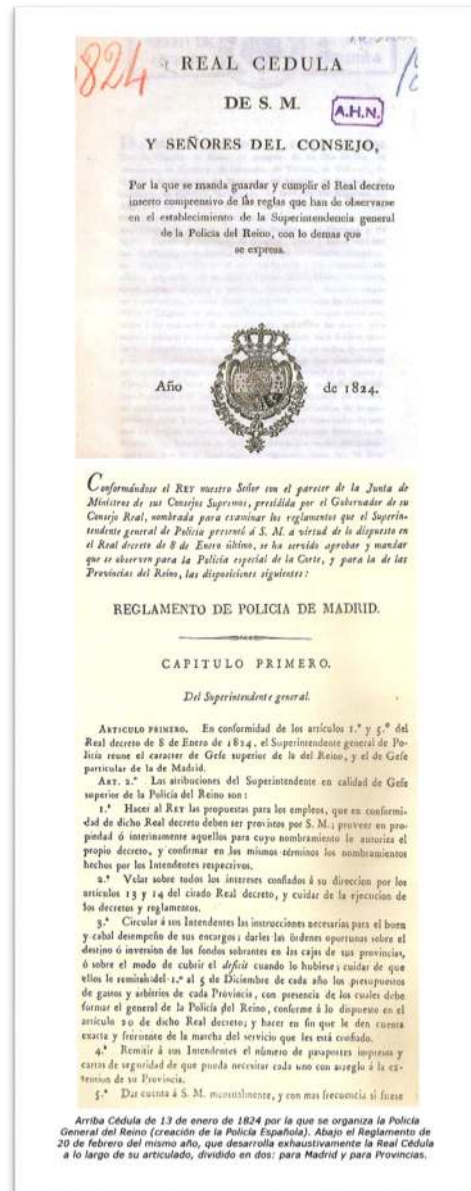 1824
REAL CEDULA
DE S. M.
A.H.N.
Y SEÑORES DEL CONSEJO,
Por la que se manda guardar y cumplir el Real decreto
inserto comprensivo de las reglas que han de observarse
en el establecimiento de la Superintendencia general
de la Policía del Reino, con lo demas que
se expresa.
Año de 1824.
Conformándose el REY nuestro Señor con el parecer de la Junta de
Ministros de sus Consejos Supremos, presidida por el Gobernador de su
Consejo Real, nombrada para examinar los reglamentos que el Superin-
tendente general de Policía presentó á S. M. á virtud de lo dispuesto en
el Real decreto de 8 de Enero último, se ha servido aprobar y mandar
que se observen para la Policía especial de la Corte, y para la de las
Provincias del Reino, las disposiciones siguientes:
REGLAMENTO DE POLICIA DE MADRID.
CAPITULO PRIMERO.
Del Superintendente general.
ARTICULO PRIMERO. En conformidad de los artículos 1.º y 5.º del
Real decreto de 8 de Enero de 1824, el Superintendente general de Po-
licía reune el caracter de Gefe superior de la del Reino, y el de Gefe
particular de la de Madrid.
ART. 2.º Las atribuciones del Superintendente en calidad de Gefe
superior de la Policía del Reino son:
1.ª Hacer al REY las propuestas para los empleos, que en conformi-
dad de dicho Real decreto deben ser provistos por S. M.; proveer en pro-
piedad ó interinamente aquellos para cuyo nombramiento le autoriza el
propio decreto, y confirmar en los mismos términos los nombramientos
hechos por los Intendentes respectivos.
2.ª Velar sobre todos los intereses confiados á su direccion por los
artículos 13 y 14 del citado Real decreto, y cuidar de la ejecucion de
los decretos y reglamentos.
3.ª Circular á sus Intendentes las instrucciones necesarias para el buen
y cabal desempeño de sus encargos; darles las órdenes oportunas sobre el
destino ó inversion de los fondos sobrantes en las cajas de sus provincias,
ó sobre el modo de cubrir el deficit cuando lo hubiese; cuidar de que
ellos le remitan del 1.º al 5 de Diciembre de cada año los presupuestos
de gastos y arbitrios de cada Provincia, con presencia de los cuales debe
formar el general de la Policía del Reino, conforme á lo dispuesto en el
artículo 20 de dicho Real decreto; y hacer en fin que le den cuenta
exacta y frecuente de la marcha del servicio que les está confiado.
4.ª Remitir á sus Intendentes el número de pasaportes impresos y
cartas de seguridad de que pueda necesitar cada uno con arreglo á la es-
tension de su Provincia.
5.ª Dar cuenta á S. M. mensualmente, y con mas frecuencia si fuese
Arriba Cédula de 13 de enero de 1824 por la que se organiza la Policía
General del Reino (creación de la Policía Española). Abajo el Reglamento de
20 de febrero del mismo año, que desarrolla exhaustivamente la Real Cédula
a lo largo de su articulado, dividido en dos: para Madrid y para Provincias.